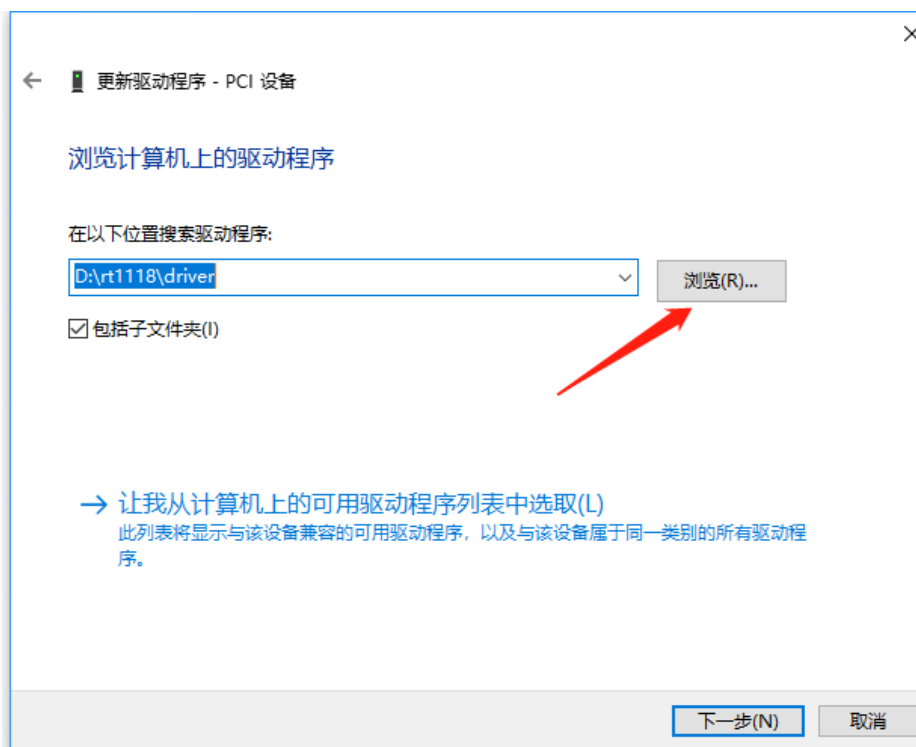 更新驱动程序 - PCI 设备
浏览计算机上的驱动程序
在以下位置搜索驱动程序:
D:\rt1118\driver
浏览(R)...
包括子文件夹(I)
让我从计算机上的可用驱动程序列表中选取(L)
此列表将显示与该设备兼容的可用驱动程序，以及与该设备属于同一类别的所有驱动程
序。
下一步(N)
取消